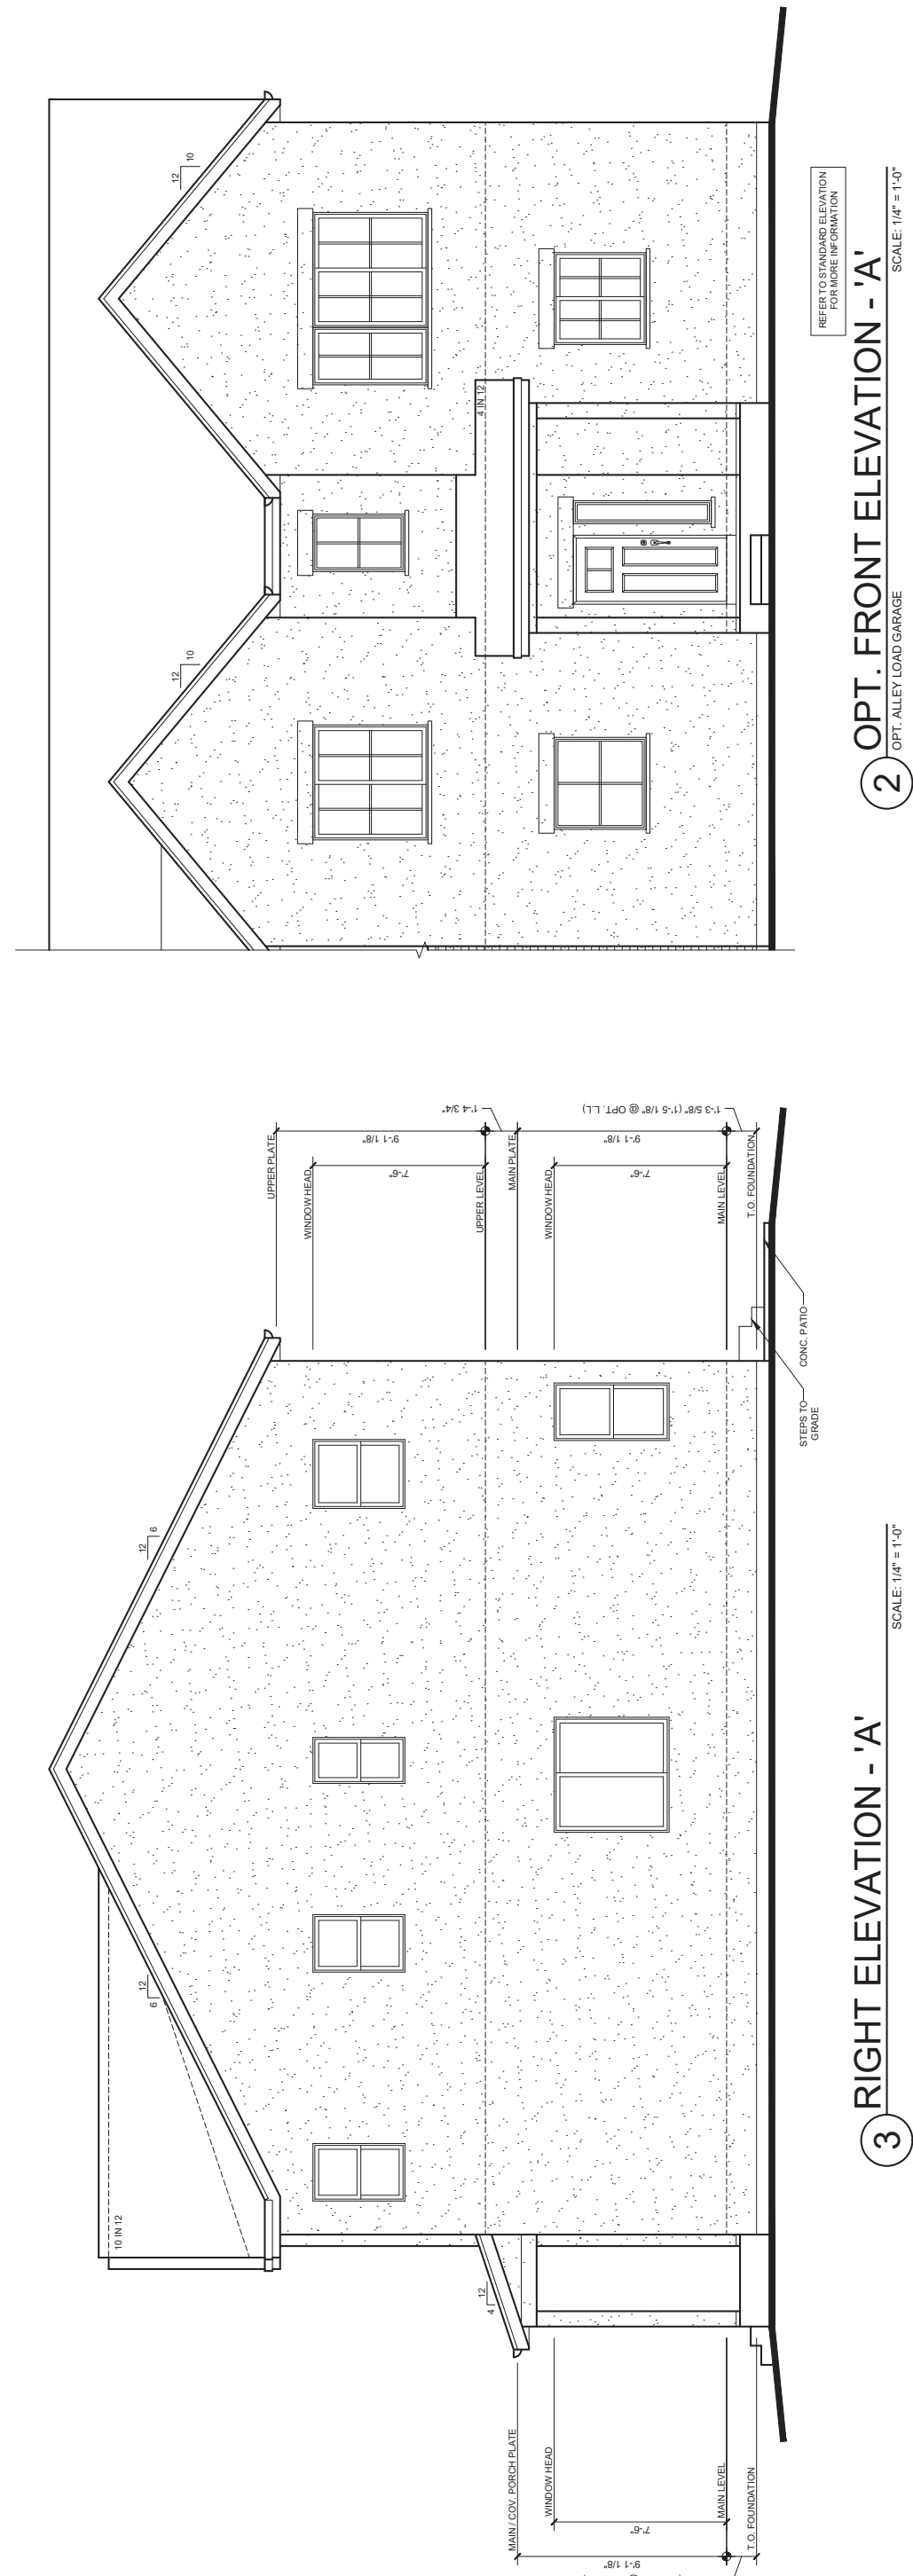 12
10
12
10
4 IN 12
REFER TO STANDARD ELEVATION
FOR MORE INFORMATION
2
OPT. FRONT ELEVATION - 'A'
OPT. ALLEY LOAD GARAGE
SCALE: 1/4" = 1'-0"
10 IN 12
12
6
12
6
12
4
UPPER PLATE
WINDOW HEAD
UPPER LEVEL
MAIN PLATE
WINDOW HEAD
MAIN LEVEL
T.O. FOUNDATION
9'-1 1/8"
7'-6"
1'-4 3/4"
9'-1 1/8"
7'-6"
1'-3 5/8" (1'-5 1/8" @ OPT. LL)
CONC. PATIO
STEPS TO
GRADE
MAIN / COV. PORCH PLATE
WINDOW HEAD
MAIN LEVEL
T.O. FOUNDATION
7'-6"
9'-1 1/8"
3
RIGHT ELEVATION - 'A'
SCALE: 1/4" = 1'-0"